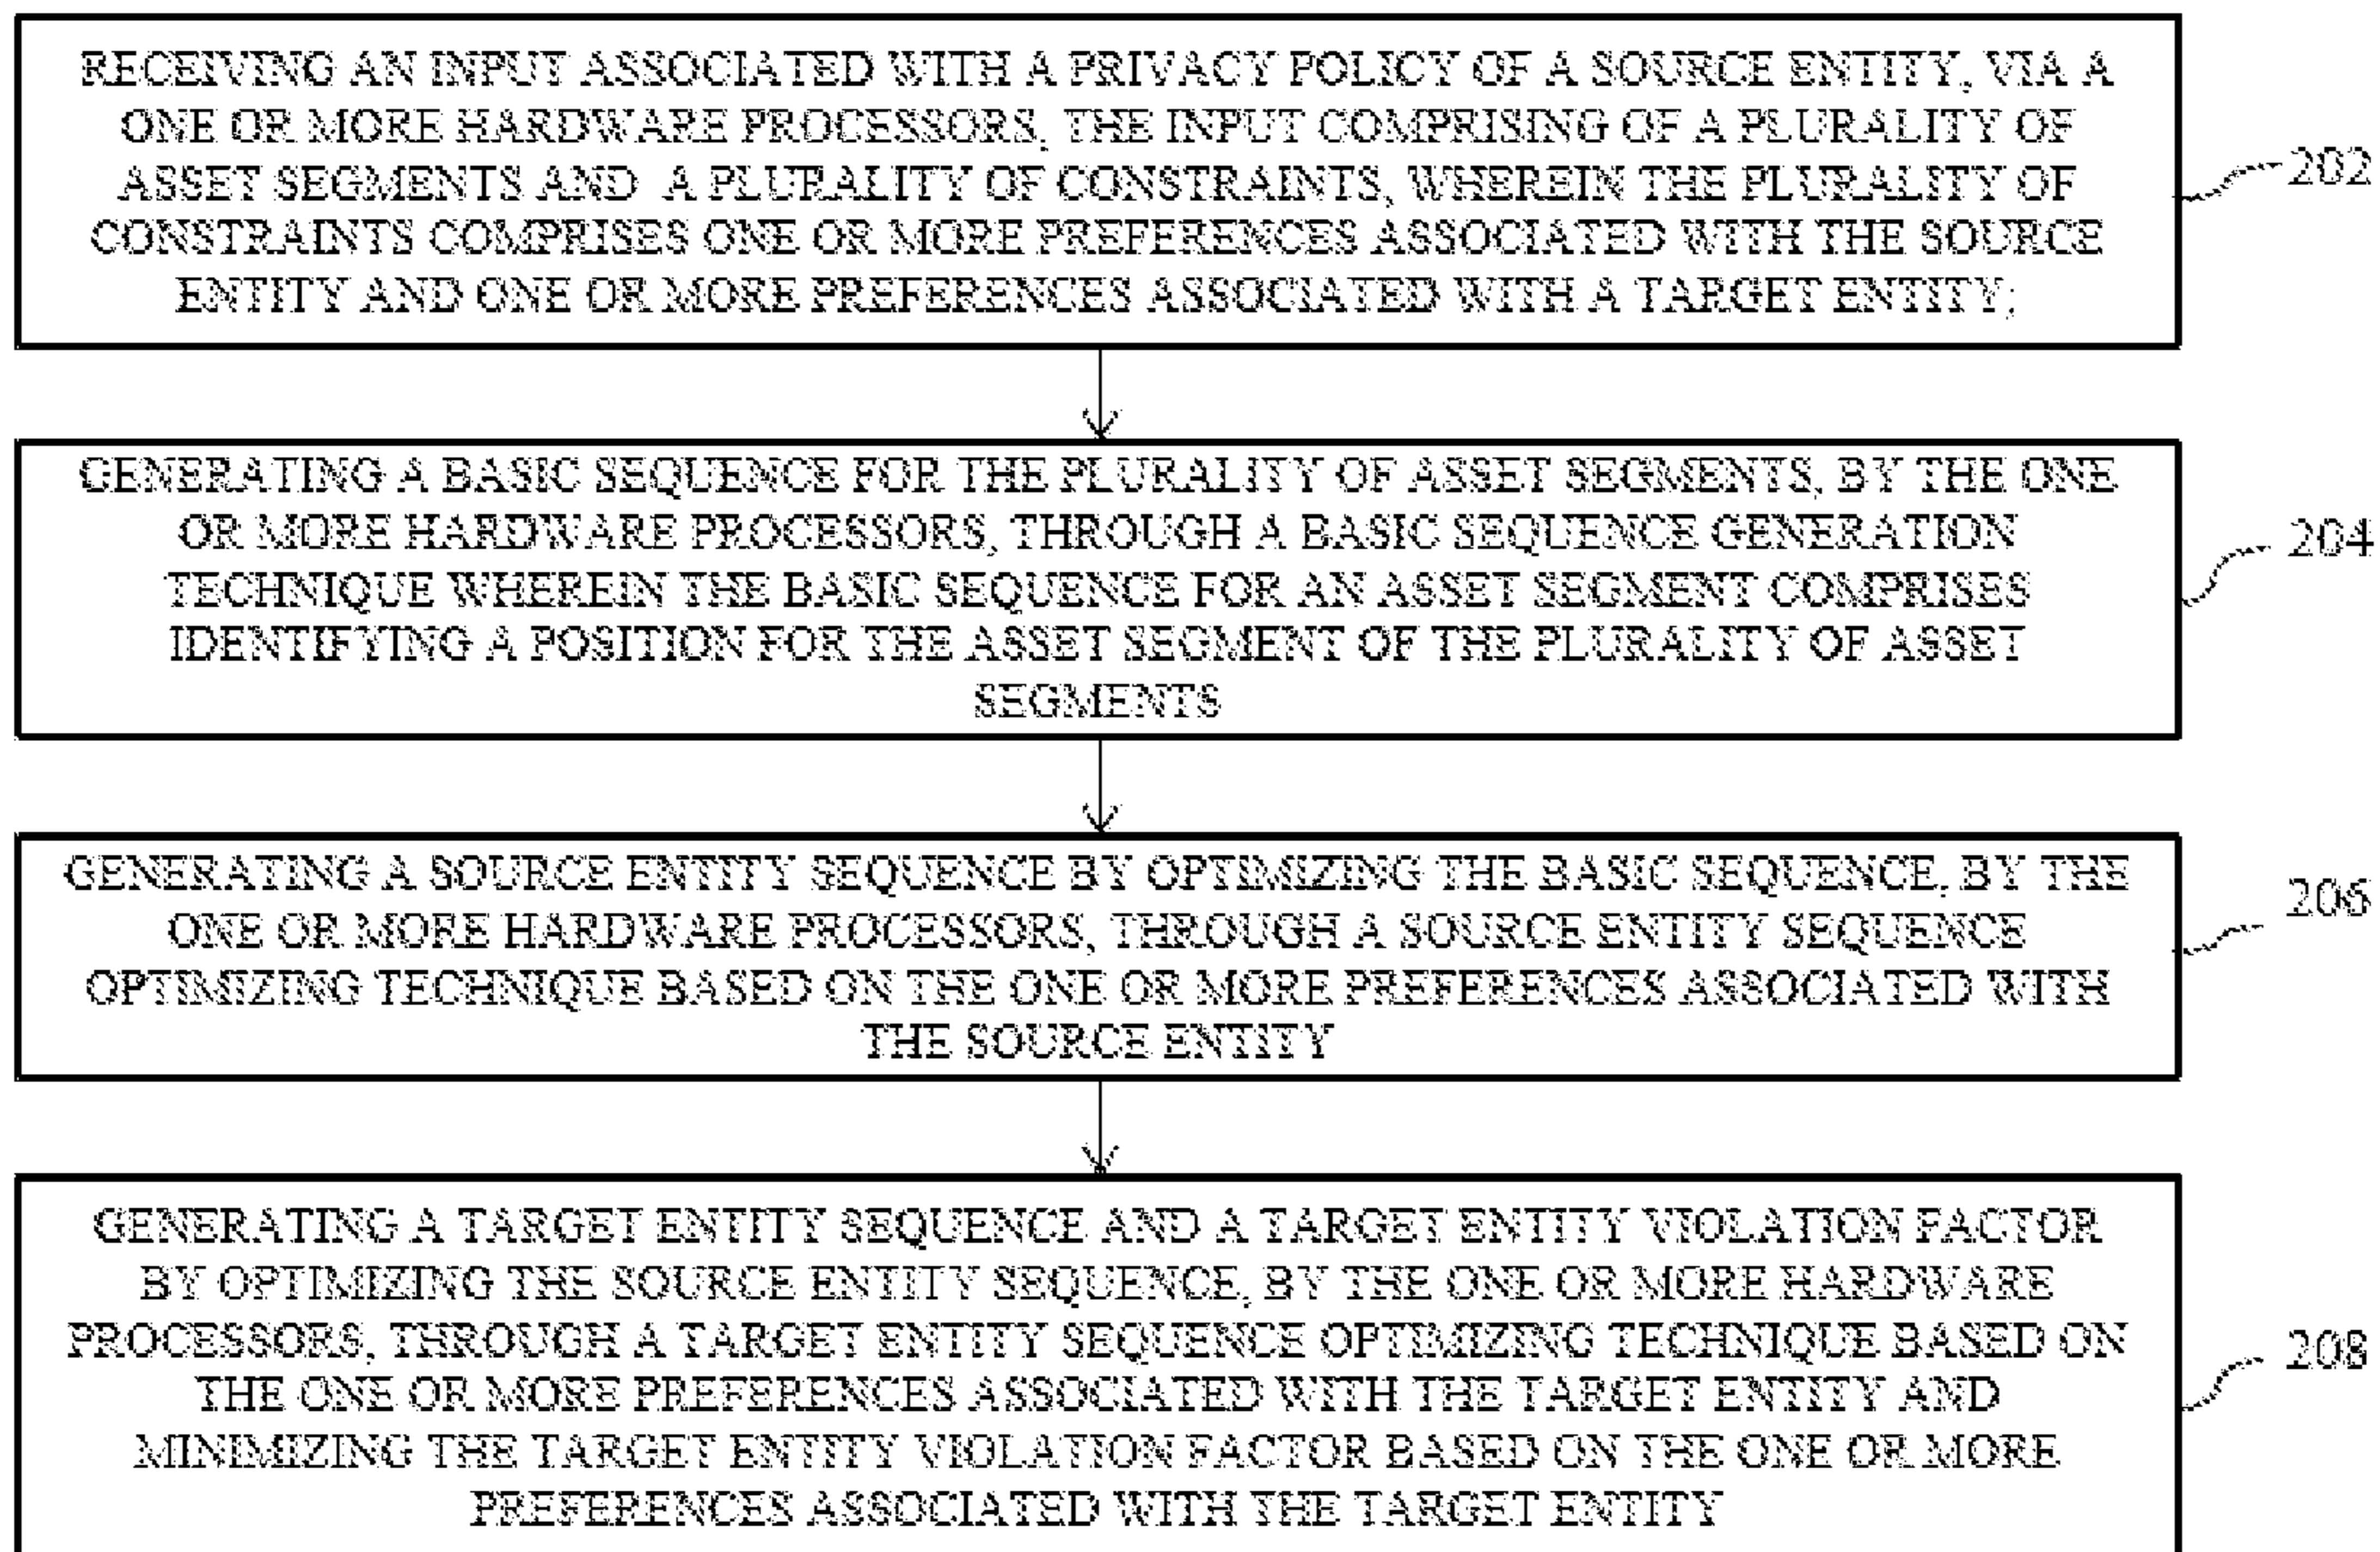 RECEIVING AN INPUT ASSOCIATED WITH A PRIVACY POLICY OF A SOURCE ENTITY, VIA A
ONE OR MORE HARDWARE PROCESSORS, THE INPUT COMPRISING OF A PLURALITY OF
ASSET SEGMENTS AND A PLURALITY OF CONSTRAINTS, WHEREIN THE PLURALITY OF
CONSTRAINTS COMPRISES ONE OR MORE PREFERENCES ASSOCIATED WITH THE SOURCE
ENTITY AND ONE OR MORE PREFERENCES ASSOCIATED WITH A TARGET ENTITY;
202
GENERATING A BASIC SEQUENCE FOR THE PLURALITY OF ASSET SEGMENTS, BY THE ONE
OR MORE HARDWARE PROCESSORS, THROUGH A BASIC SEQUENCE GENERATION
TECHNIQUE WHEREIN THE BASIC SEQUENCE FOR AN ASSET SEGMENT COMPRISES
IDENTIFYING A POSITION FOR THE ASSET SEGMENT OF THE PLURALITY OF ASSET
SEGMENTS
204
GENERATING A SOURCE ENTITY SEQUENCE BY OPTIMIZING THE BASIC SEQUENCE, BY THE
ONE OR MORE HARDWARE PROCESSORS, THROUGH A SOURCE ENTITY SEQUENCE
OPTIMIZING TECHNIQUE BASED ON THE ONE OR MORE PREFERENCES ASSOCIATED WITH
THE SOURCE ENTITY
206
GENERATING A TARGET ENTITY SEQUENCE AND A TARGET ENTITY VIOLATION FACTOR
BY OPTIMIZING THE SOURCE ENTITY SEQUENCE, BY THE ONE OR MORE HARDWARE
PROCESSORS, THROUGH A TARGET ENTITY SEQUENCE OPTIMIZING TECHNIQUE BASED ON
THE ONE OR MORE PREFERENCES ASSOCIATED WITH THE TARGET ENTITY AND
MINIMIZING THE TARGET ENTITY VIOLATION FACTOR BASED ON THE ONE OR MORE
PREFERENCES ASSOCIATED WITH THE TARGET ENTITY
208